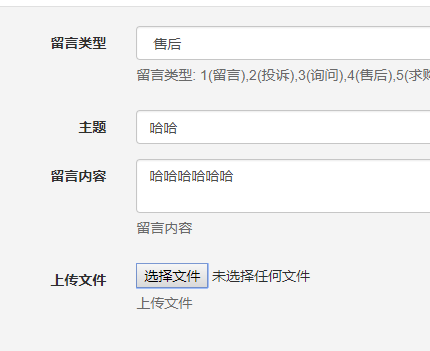 留言类型 售后
留言类型: 1(留言),2(投诉),3(询问),4(售后),5(求
主题 哈哈
留言内容 哈哈哈哈哈哈
留言内容
上传文件 选择文件 未选择任何文件
上传文件